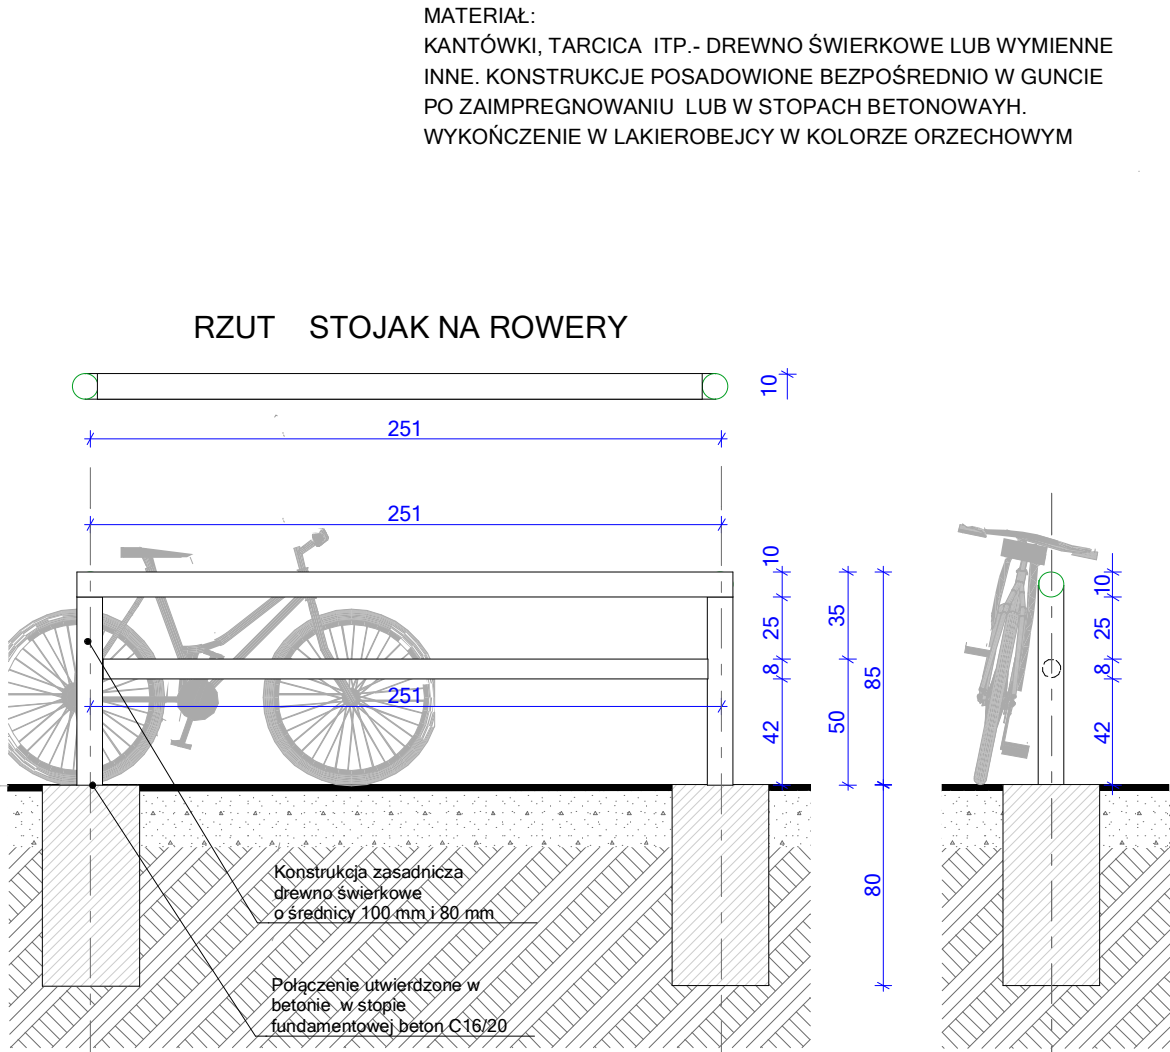 MATERIAŁ:
KANTÓWKI, TARCICA ITP.- DREWNO ŚWIERKOWE LUB WYMIENNE
INNE. KONSTRUKCJE POSADOWIONE BEZPOŚREDNIO W GUNCIE
PO ZAIMPREGNOWANIU LUB W STOPACH BETONOWAYH.
WYKOŃCZENIE W LAKIEROBEJCY W KOLORZE ORZECHOWYM
RZUT STOJAK NA ROWERY
10
251
251
10
25
8
42
35
50
85
80
251
10
25
8
42
Konstrukcja zasadnicza
drewno świerkowe
o średnicy 100 mm i 80 mm
Połączenie utwierdzone w
betonie w stopie
fundamentowej beton C16/20